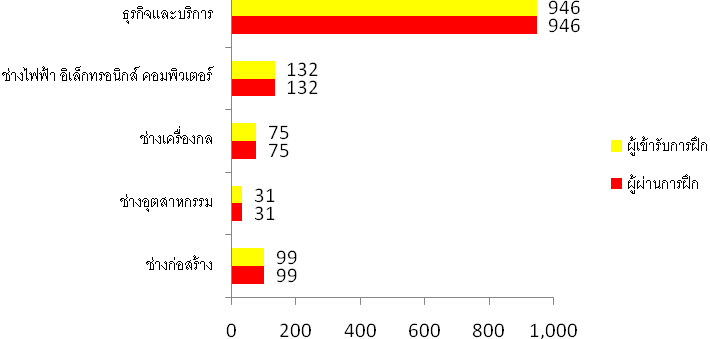 ธุรกิจและบริการ
946
946
ช่างไฟฟ้า อิเล็กทรอนิกส์ คอมพิวเตอร์
132
132
ช่างเครื่องกล
75
75
ช่างอุตสาหกรรม
31
31
ช่างก่อสร้าง
99
99
ผู้เข้ารับการฝึก
ผู้ผ่านการฝึก
0 200 400 600 800 1,000